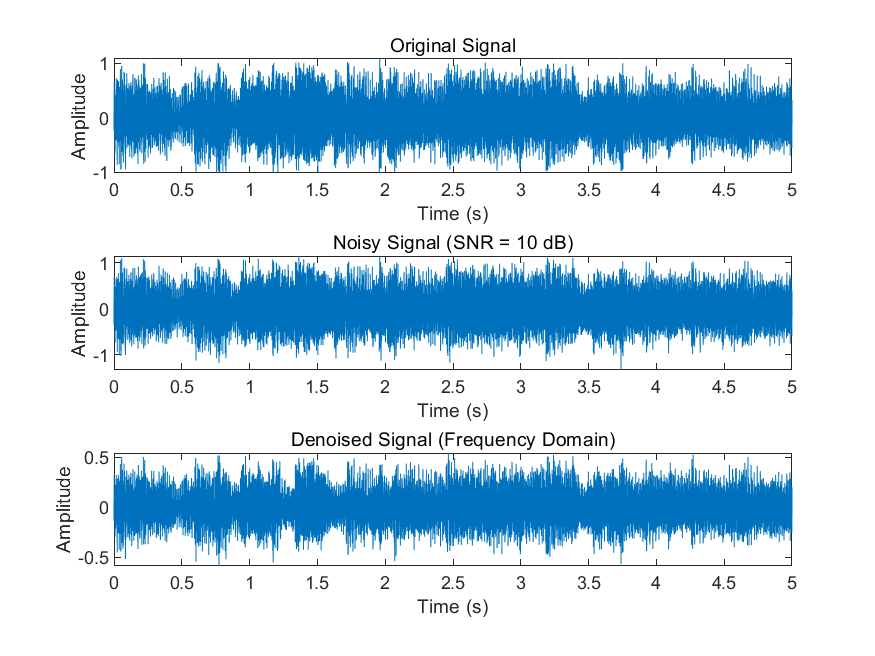 Original Signal
Amplitude
1
0
-1
0 0.5 1 1.5 2 2.5 3 3.5 4 4.5 5
Time (s)
Noisy Signal (SNR = 10 dB)
Amplitude
1
0
-1
0 0.5 1 1.5 2 2.5 3 3.5 4 4.5 5
Time (s)
Denoised Signal (Frequency Domain)
Amplitude
0.5
0
-0.5
0 0.5 1 1.5 2 2.5 3 3.5 4 4.5 5
Time (s)